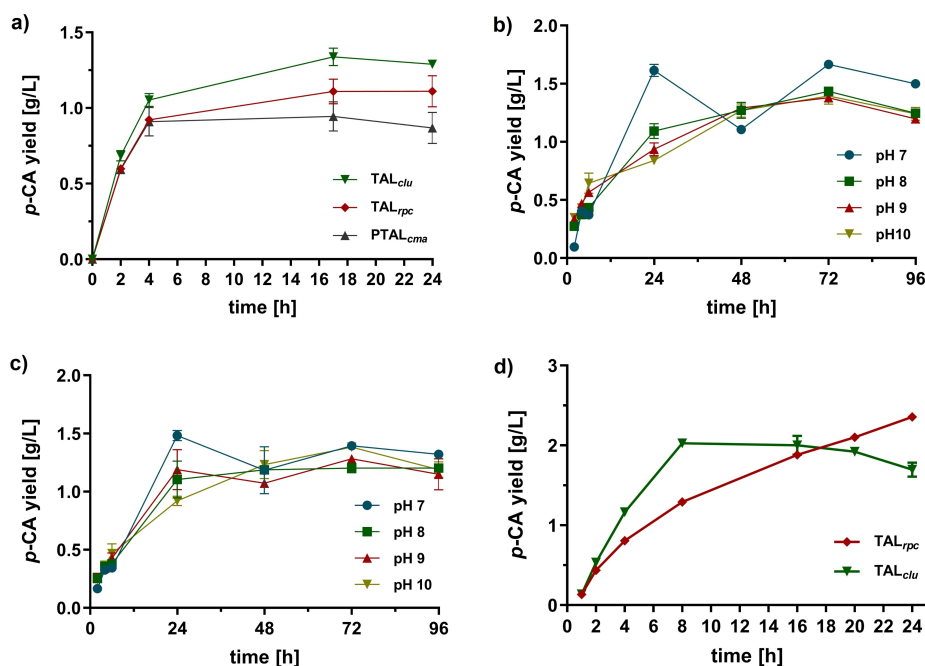 a)
p-CA yield [g/L]
1.5
1.0
0.5
0.0
0 2 4 6 8 10 12 14 16 18 20 22 24
time [h]
TALclu
TALrpc
PTALcma
b)
p-CA yield [g/L]
2.0
1.5
1.0
0.5
0.0
0 24 48 72 96
time [h]
pH 7
pH 8
pH 9
pH10
c)
p-CA yield [g/L]
2.0
1.5
1.0
0.5
0.0
0 24 48 72 96
time [h]
pH 7
pH 8
pH 9
pH 10
d)
p-CA yield [g/L]
3
2
1
0
0 2 4 6 8 10 12 14 16 18 20 22 24
time [h]
TALrpc
TALclu